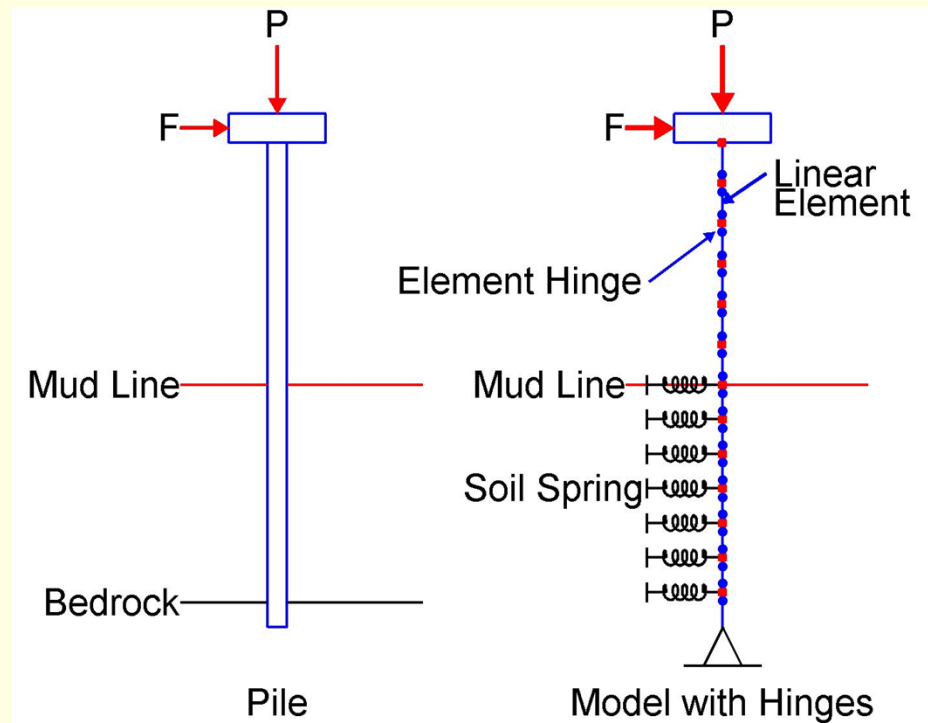 P
F
Mud Line
Bedrock
Pile
P
F
Linear
Element
Element Hinge
Mud Line
Soil Spring
Model with Hinges